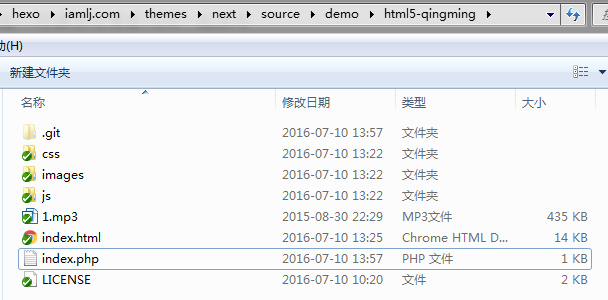 hexo ▸ iamlj.com ▸ themes ▸ next ▸ source ▸ demo ▸ html5-qingming ▸
(H)
新建文件夹
名称 修改日期 类型 大小
.git 2016-07-10 13:57 文件夹
css 2016-07-10 13:22 文件夹
images 2016-07-10 13:22 文件夹
js 2016-07-10 13:22 文件夹
1.mp3 2015-08-30 22:29 MP3文件 435 KB
index.html 2016-07-10 13:25 Chrome HTML D... 14 KB
index.php 2016-07-10 13:57 PHP 文件 1 KB
LICENSE 2016-07-10 10:20 文件 2 KB